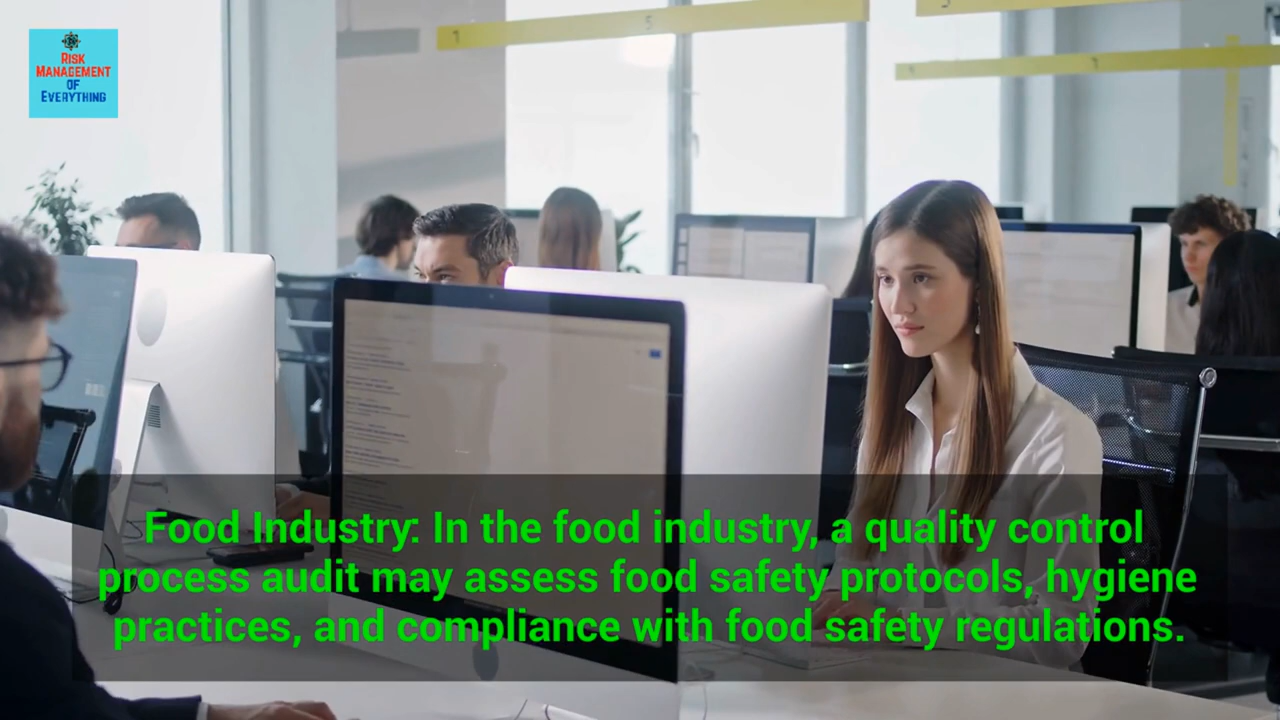 RISK
MANAGEMENT
OF
EVERYTHING
Food Industry: In the food industry, a quality control
process audit may assess food safety protocols, hygiene
practices, and compliance with food safety regulations.